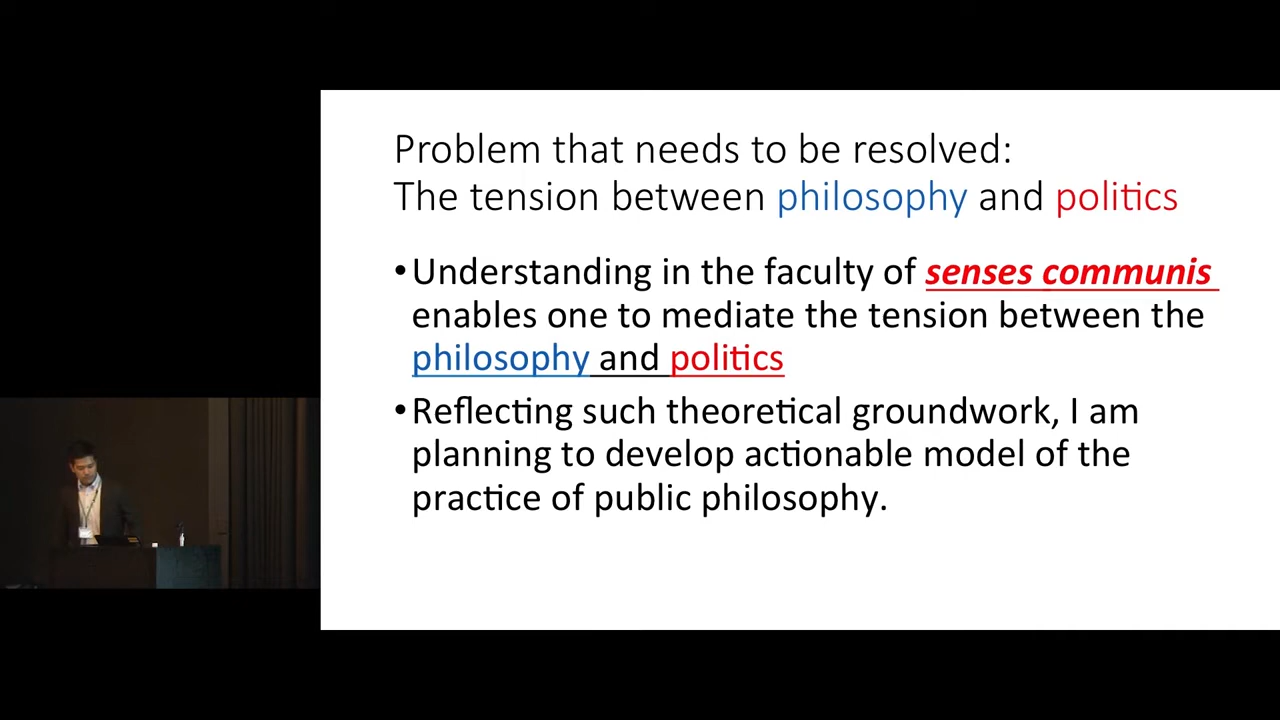 Problem that needs to be resolved:
The tension between philosophy and politics
•Understanding in the faculty of senses communis
enables one to mediate the tension between the
philosophy and politics
•Reflecting such theoretical groundwork, I am
planning to develop actionable model of the
practice of public philosophy.